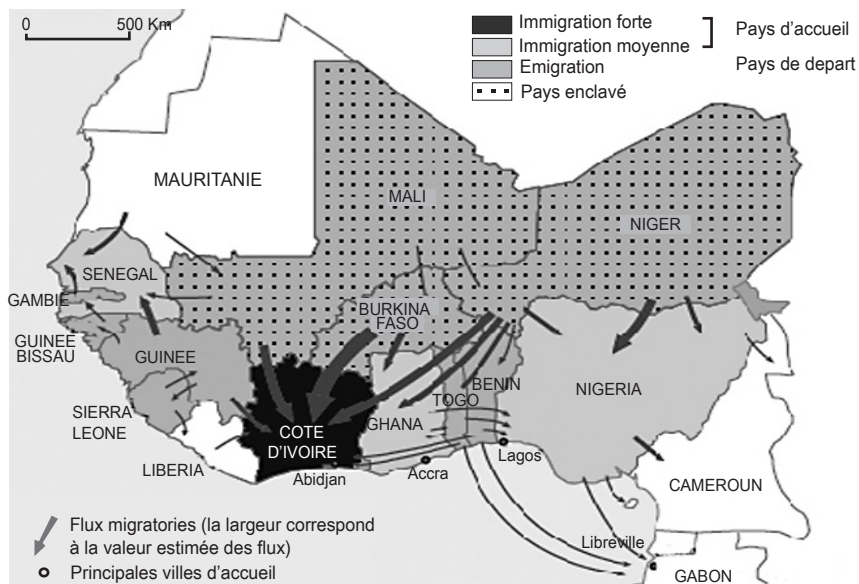 0 500 Km
Immigration forte
Immigration moyenne
Emigration
Pays enclavé
Pays d'accueil
Pays de depart
MAURITANIE
MALI
NIGER
SENEGAL
GAMBIE
BURKINA
FASO
GUINEE
BISSAU
GUINEE
BENIN
NIGERIA
TOGO
SIERRA
LEONE
GHANA
COTE
D'IVOIRE
LIBERIA
Lagos
Abidjan
Accra
CAMEROUN
Libreville
GABON
Flux migratories (la largeur correspond
à la valeur estimée des flux)
Principales villes d'accueil